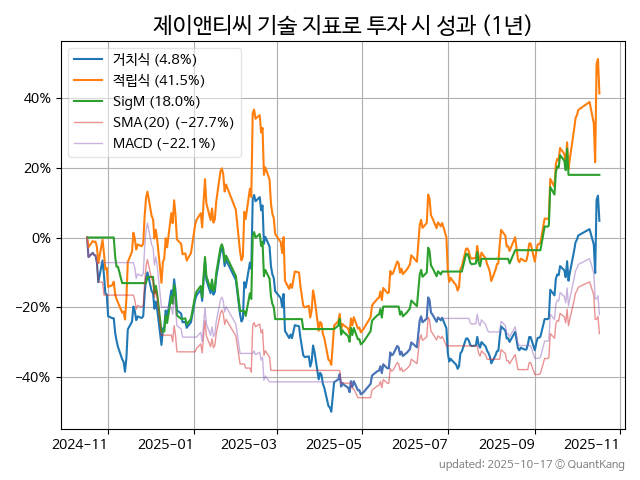 제이앤티씨 기술 지표로 투자 시 성과 (1년)
거치식 (4.8%)
적립식 (41.5%)
SigM (18.0%)
SMA(20) (−27.7%)
MACD (−22.1%)
40%
20%
0%
−20%
−40%
2024-11 2025-01 2025-03 2025-05 2025-07 2025-09 2025-11
updated: 2025-10-17 © QuantKang